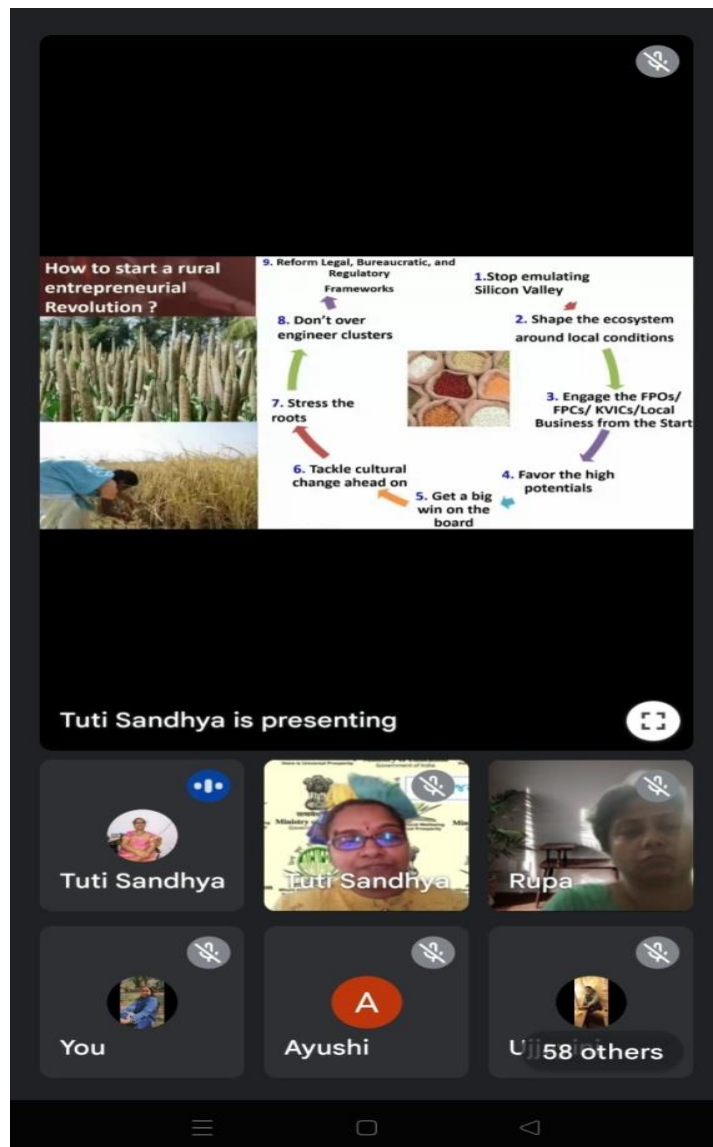 How to start a rural
entrepreneurial
Revolution ?
9. Reform Legal, Bureaucratic, and
Regulatory
Frameworks
1.Stop emulating
Silicon Valley
8. Don't over
engineer clusters
2. Shape the ecosystem
around local conditions
7. Stress the
roots
3. Engage the FPOs/
FPCs/ KVICs/Local
Business from the Start
6. Tackle cultural
change ahead on
4. Favor the high
potentials
5. Get a big
win on the
board
Tuti Sandhya is presenting
Government of India
Ministry
Tuti Sandhya
Tuti Sandhya
Rupa
You
A
Ayushi
58 others